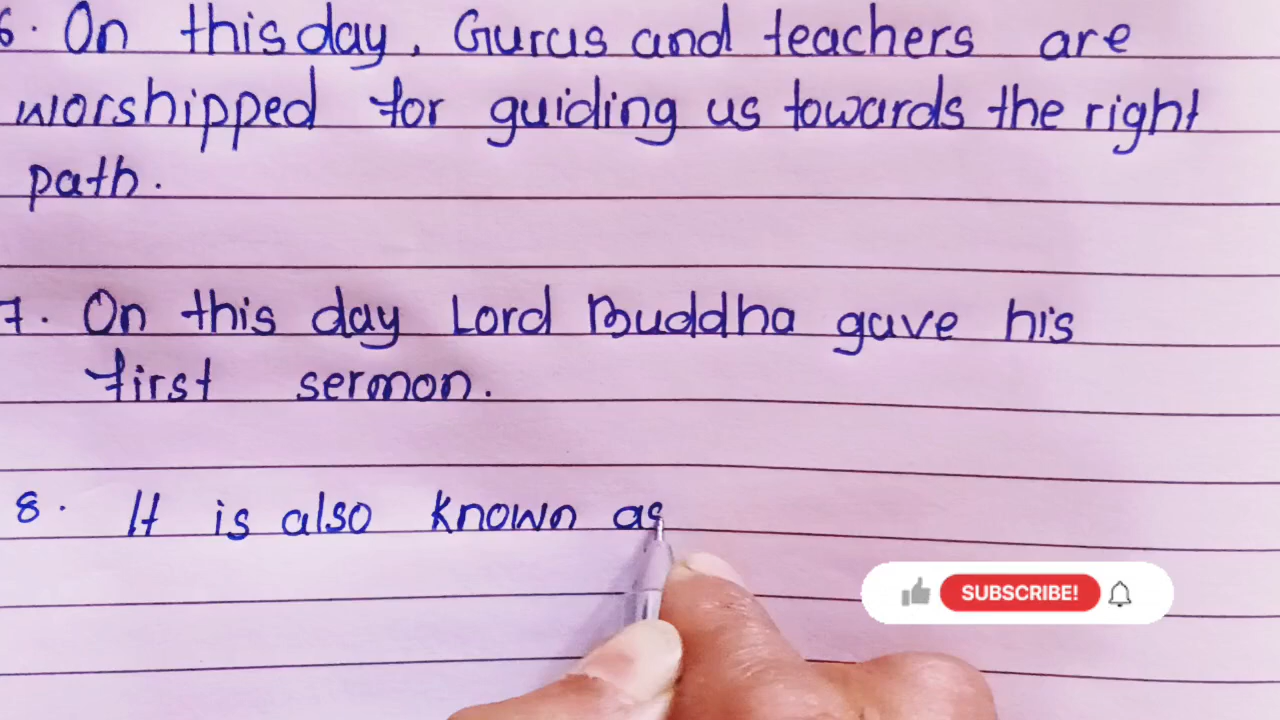 6. On this day, Gurus and teachers are
worshipped for guiding us towards the right
path.
7. On this day Lord Buddha gave his
first sermon.
8. It is also known as
SUBSCRIBE!